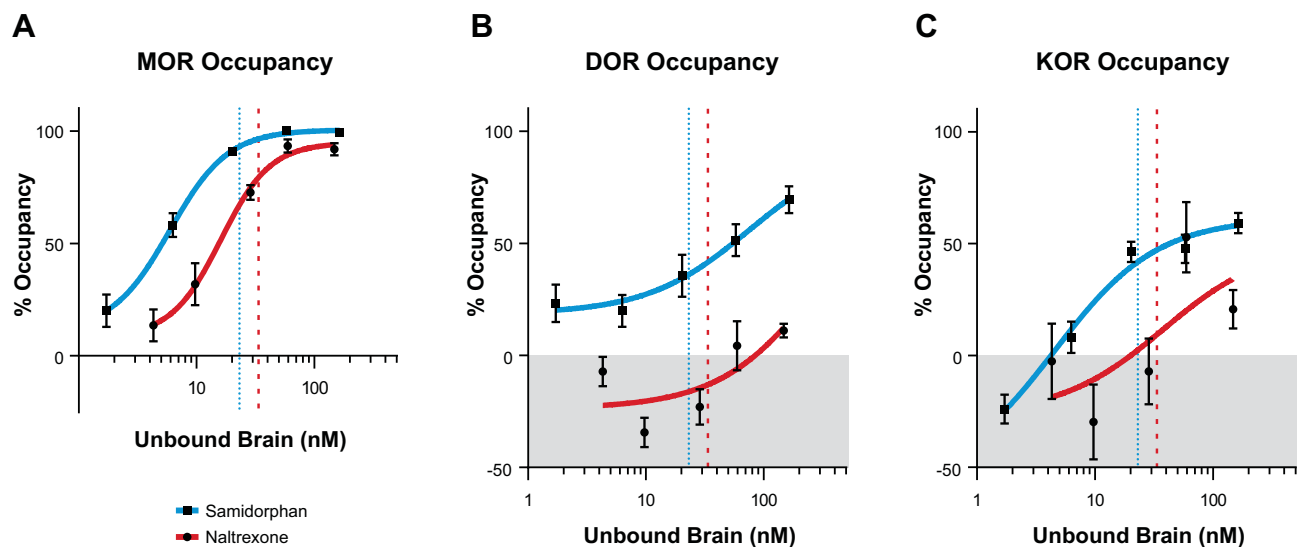 A
MOR Occupancy
% Occupancy
100
50
0
10
100
Unbound Brain (nM)
Samidorphan
Naltrexone
B
DOR Occupancy
% Occupancy
100
50
0
-50
1
10
100
Unbound Brain (nM)
C
KOR Occupancy
% Occupancy
100
50
0
-50
1
10
100
Unbound Brain (nM)